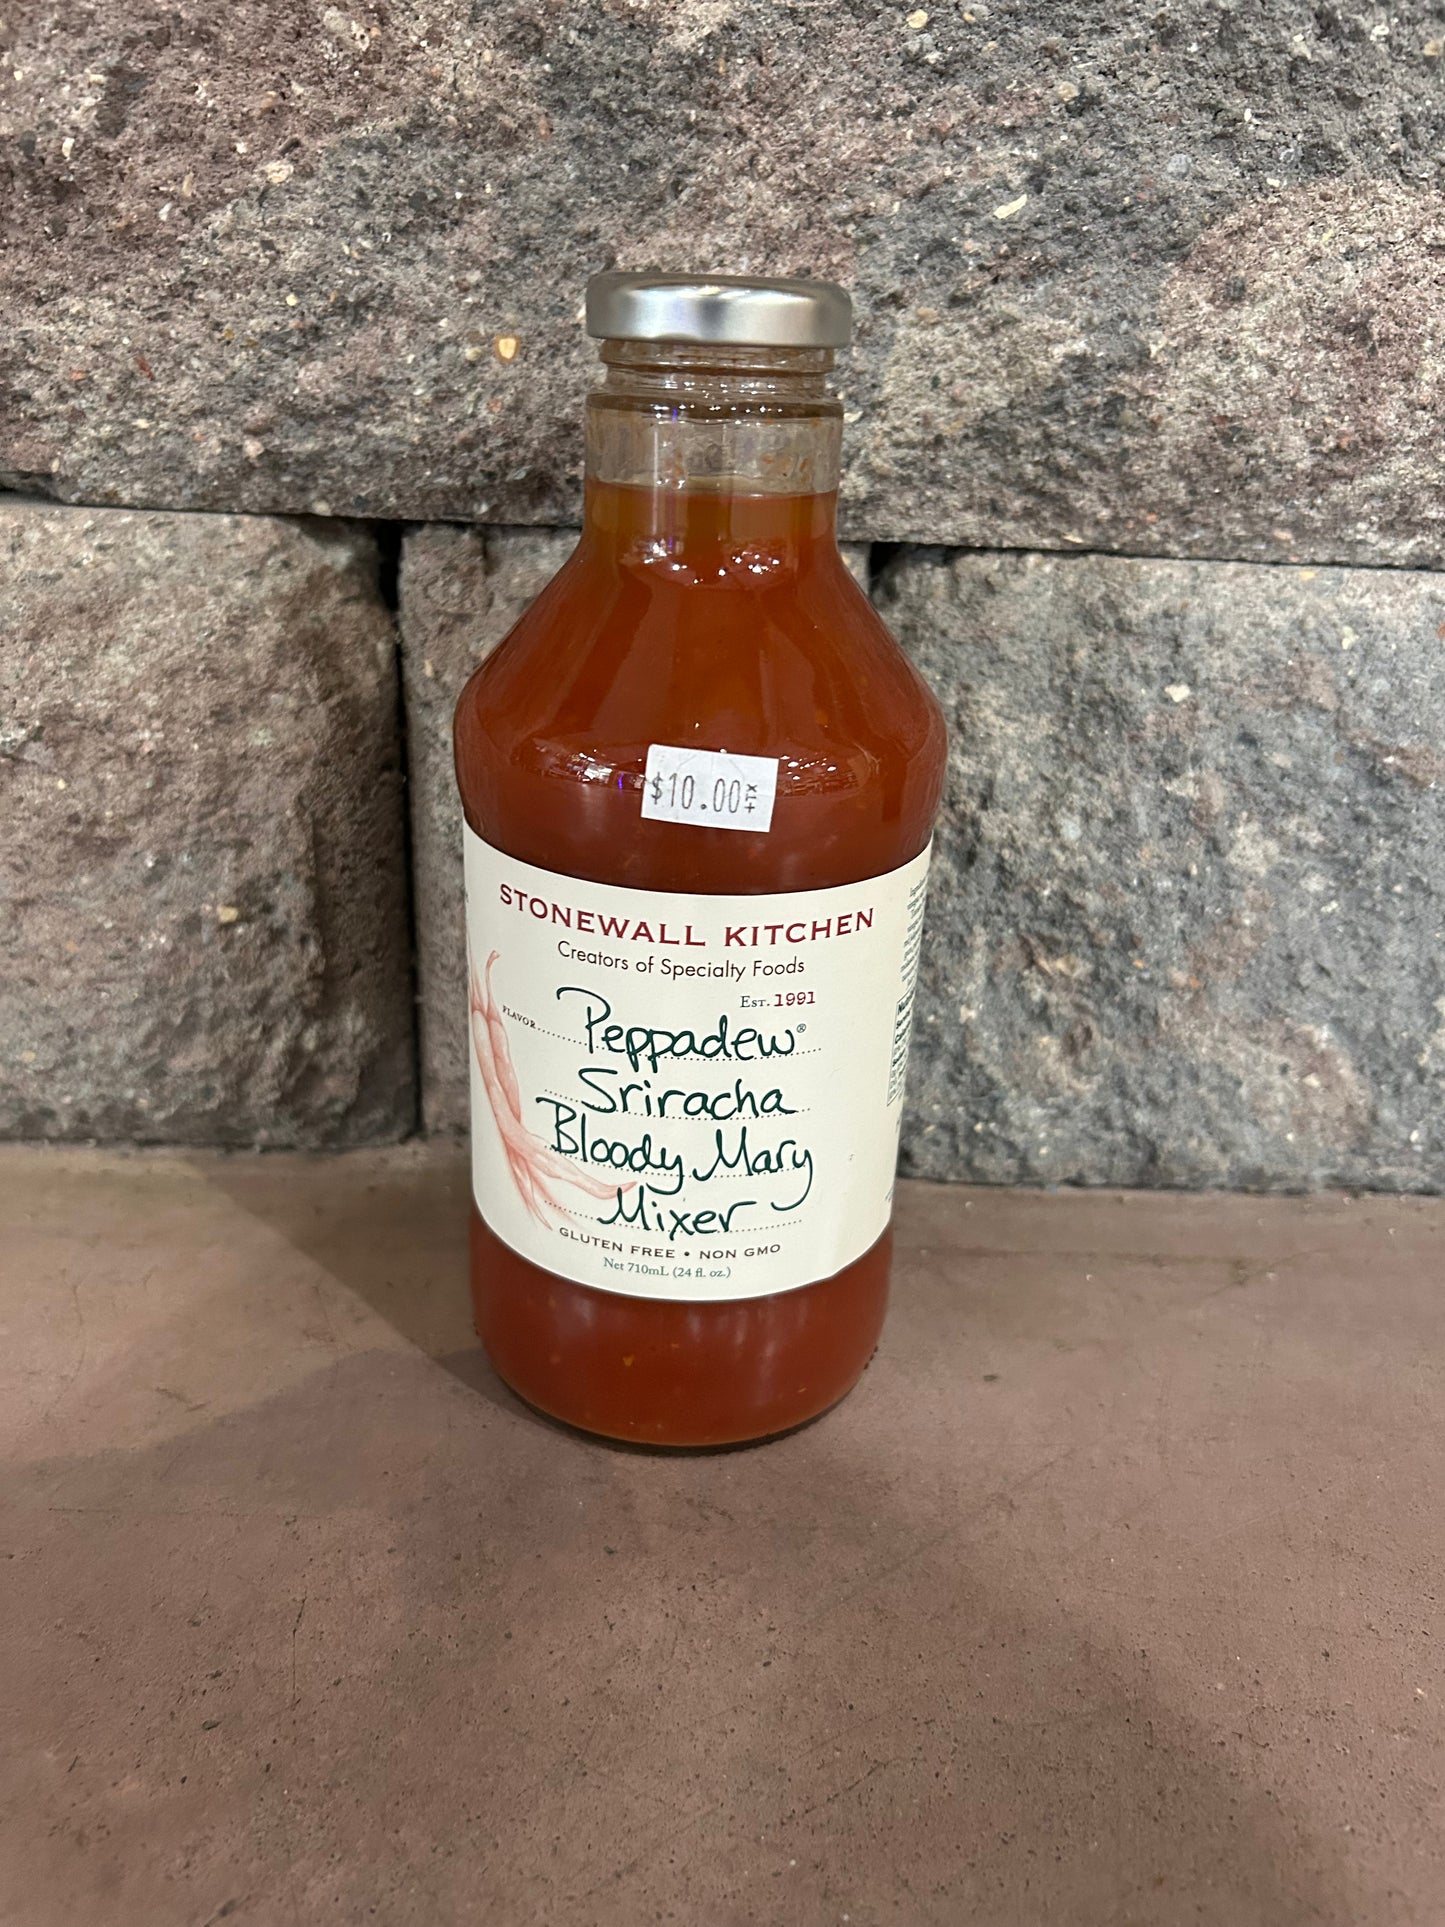 $10.00
+TX
STONEWALL KITCHEN
Creators of Specialty Foods
EST. 1991
FLAVOR Peppadew®
Sriracha
Bloody Mary
Mixer
GLUTEN FREE • NON GMO
Net 710mL (24 fl. oz.)